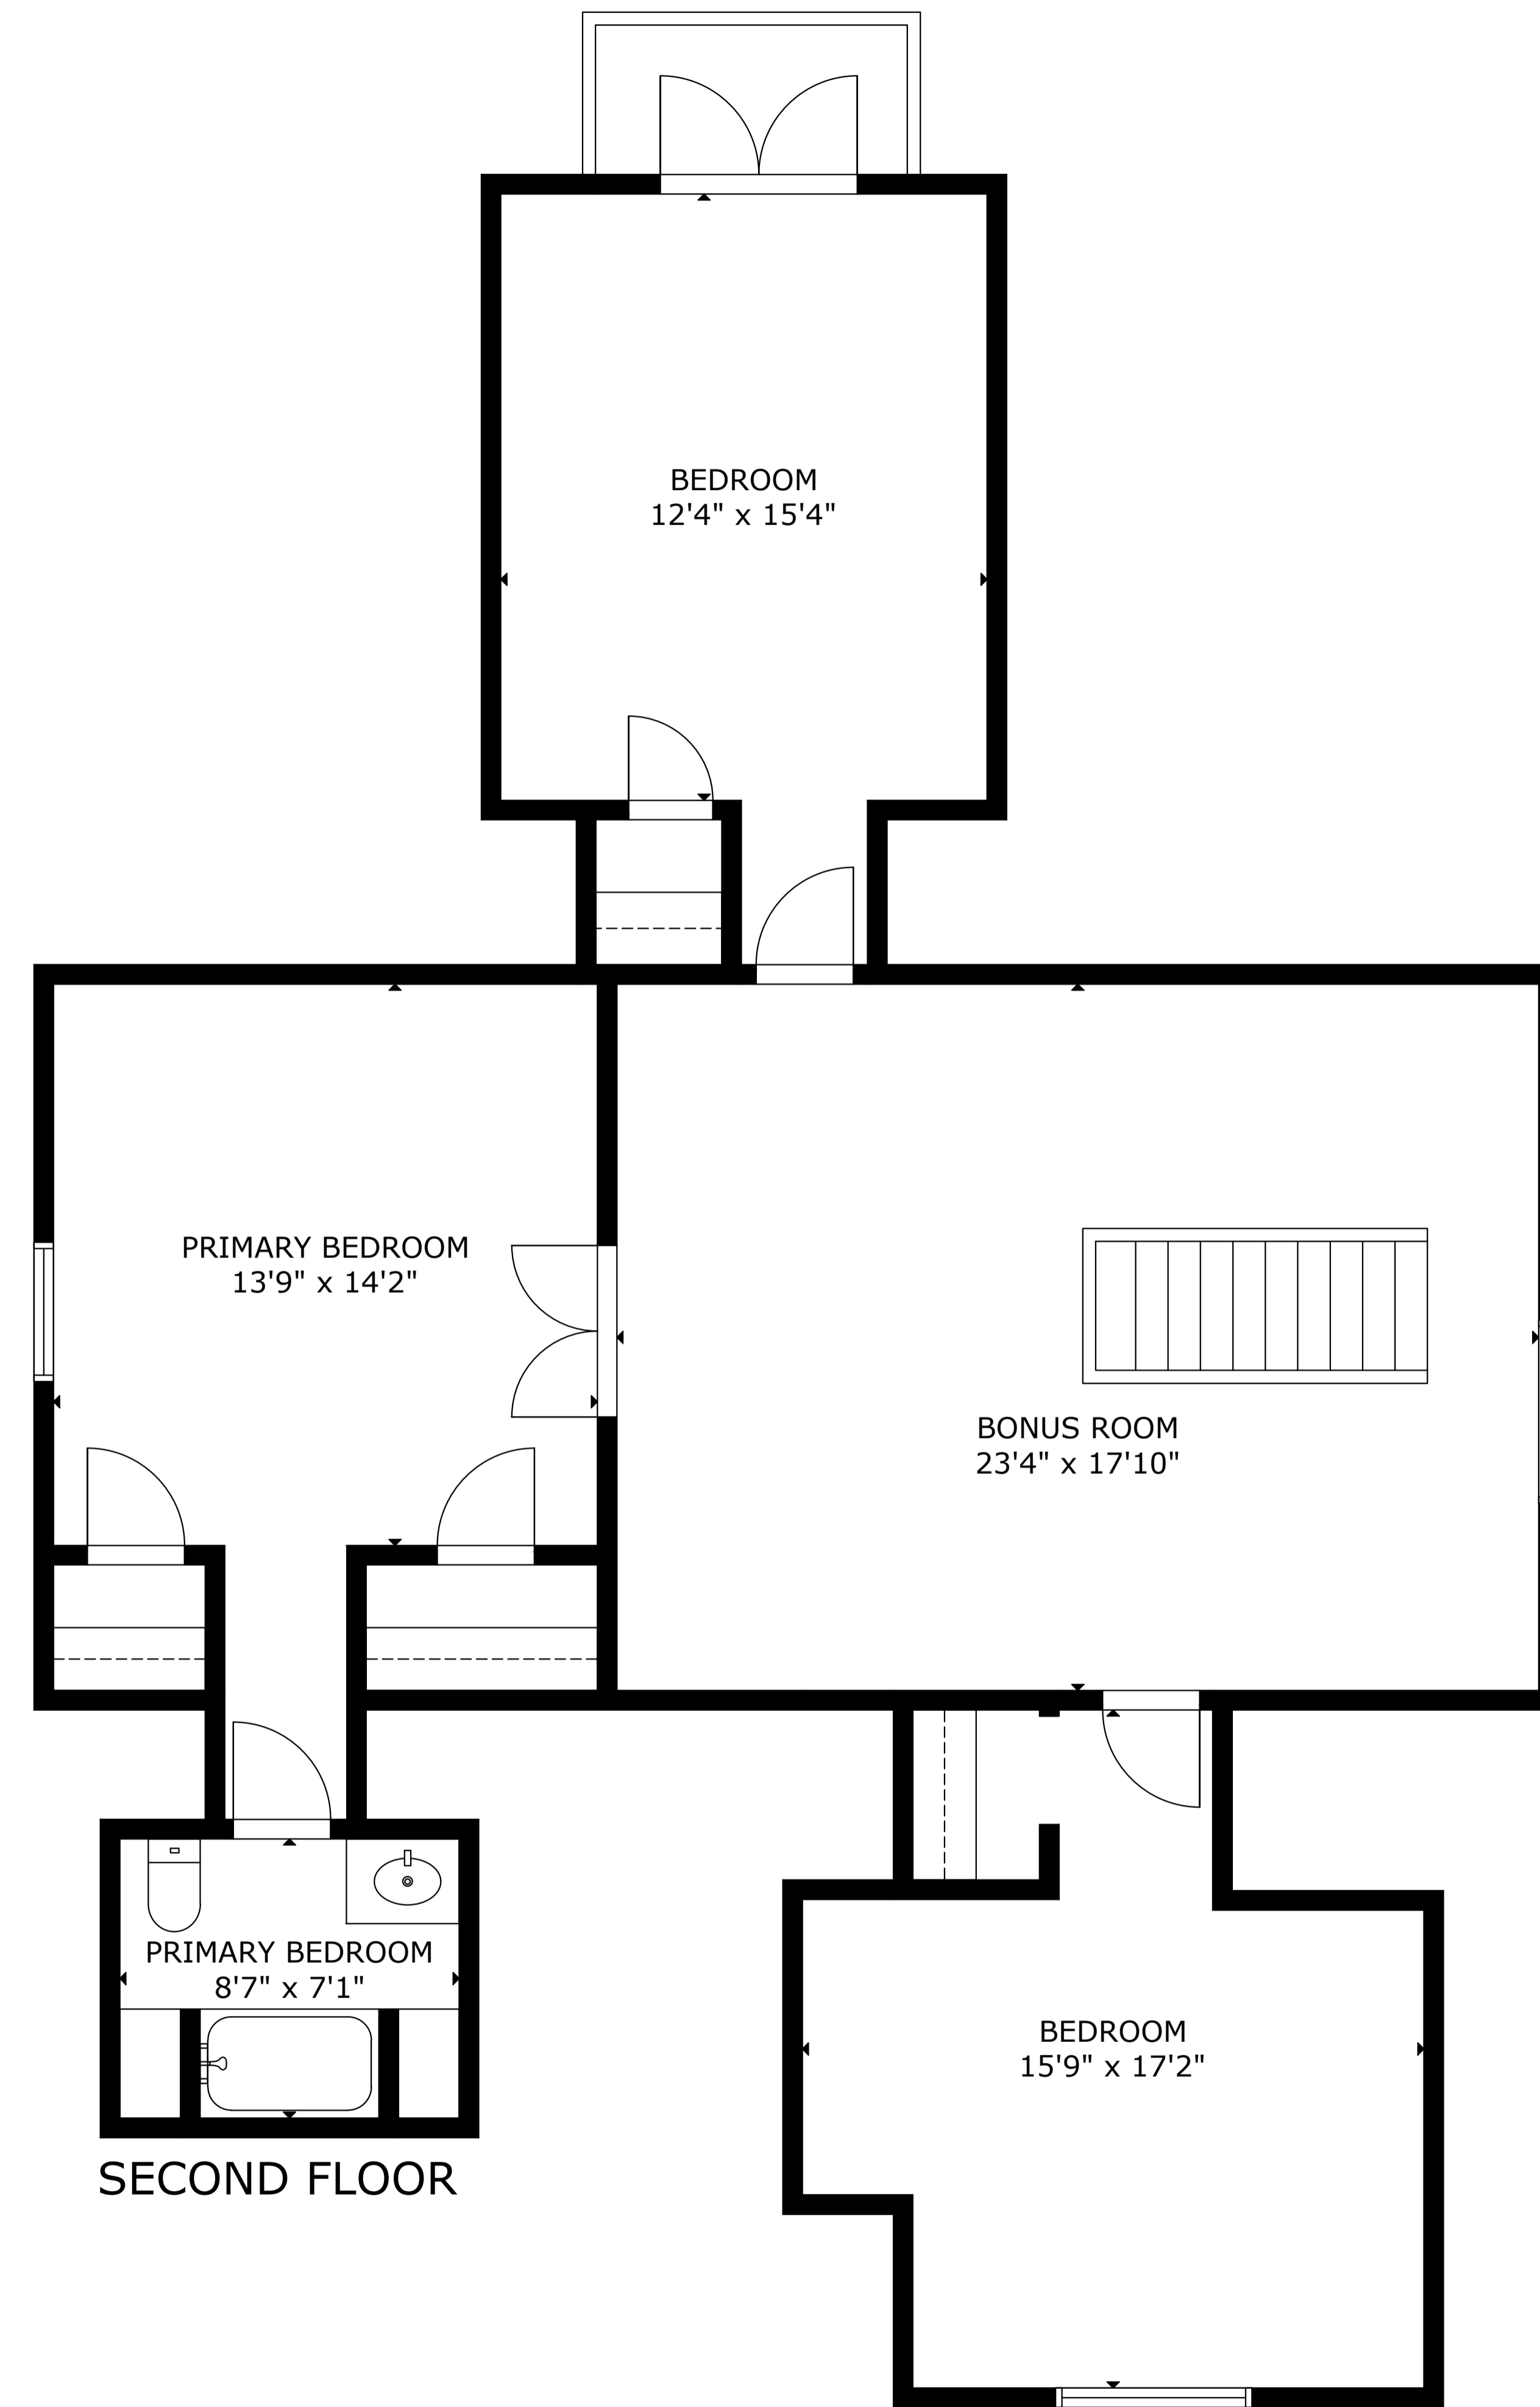 BEDROOM
12'4" x 15'4"
PRIMARY BEDROOM
13'9" x 14'2"
BONUS ROOM
23'4" x 17'10"
PRIMARY BEDROOM
8'7" x 7'1"
BEDROOM
15'9" x 17'2"
SECOND FLOOR